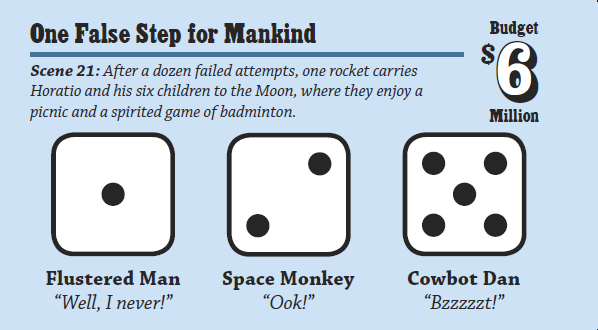 One False Step for Mankind
Budget
$6
Million
Scene 21: After a dozen failed attempts, one rocket carries
Horatio and his six children to the Moon, where they enjoy a
picnic and a spirited game of badminton.
Flustered Man
“Well, I never!”
Space Monkey
“Ook!”
Cowbot Dan
“Bzzzzzt!”